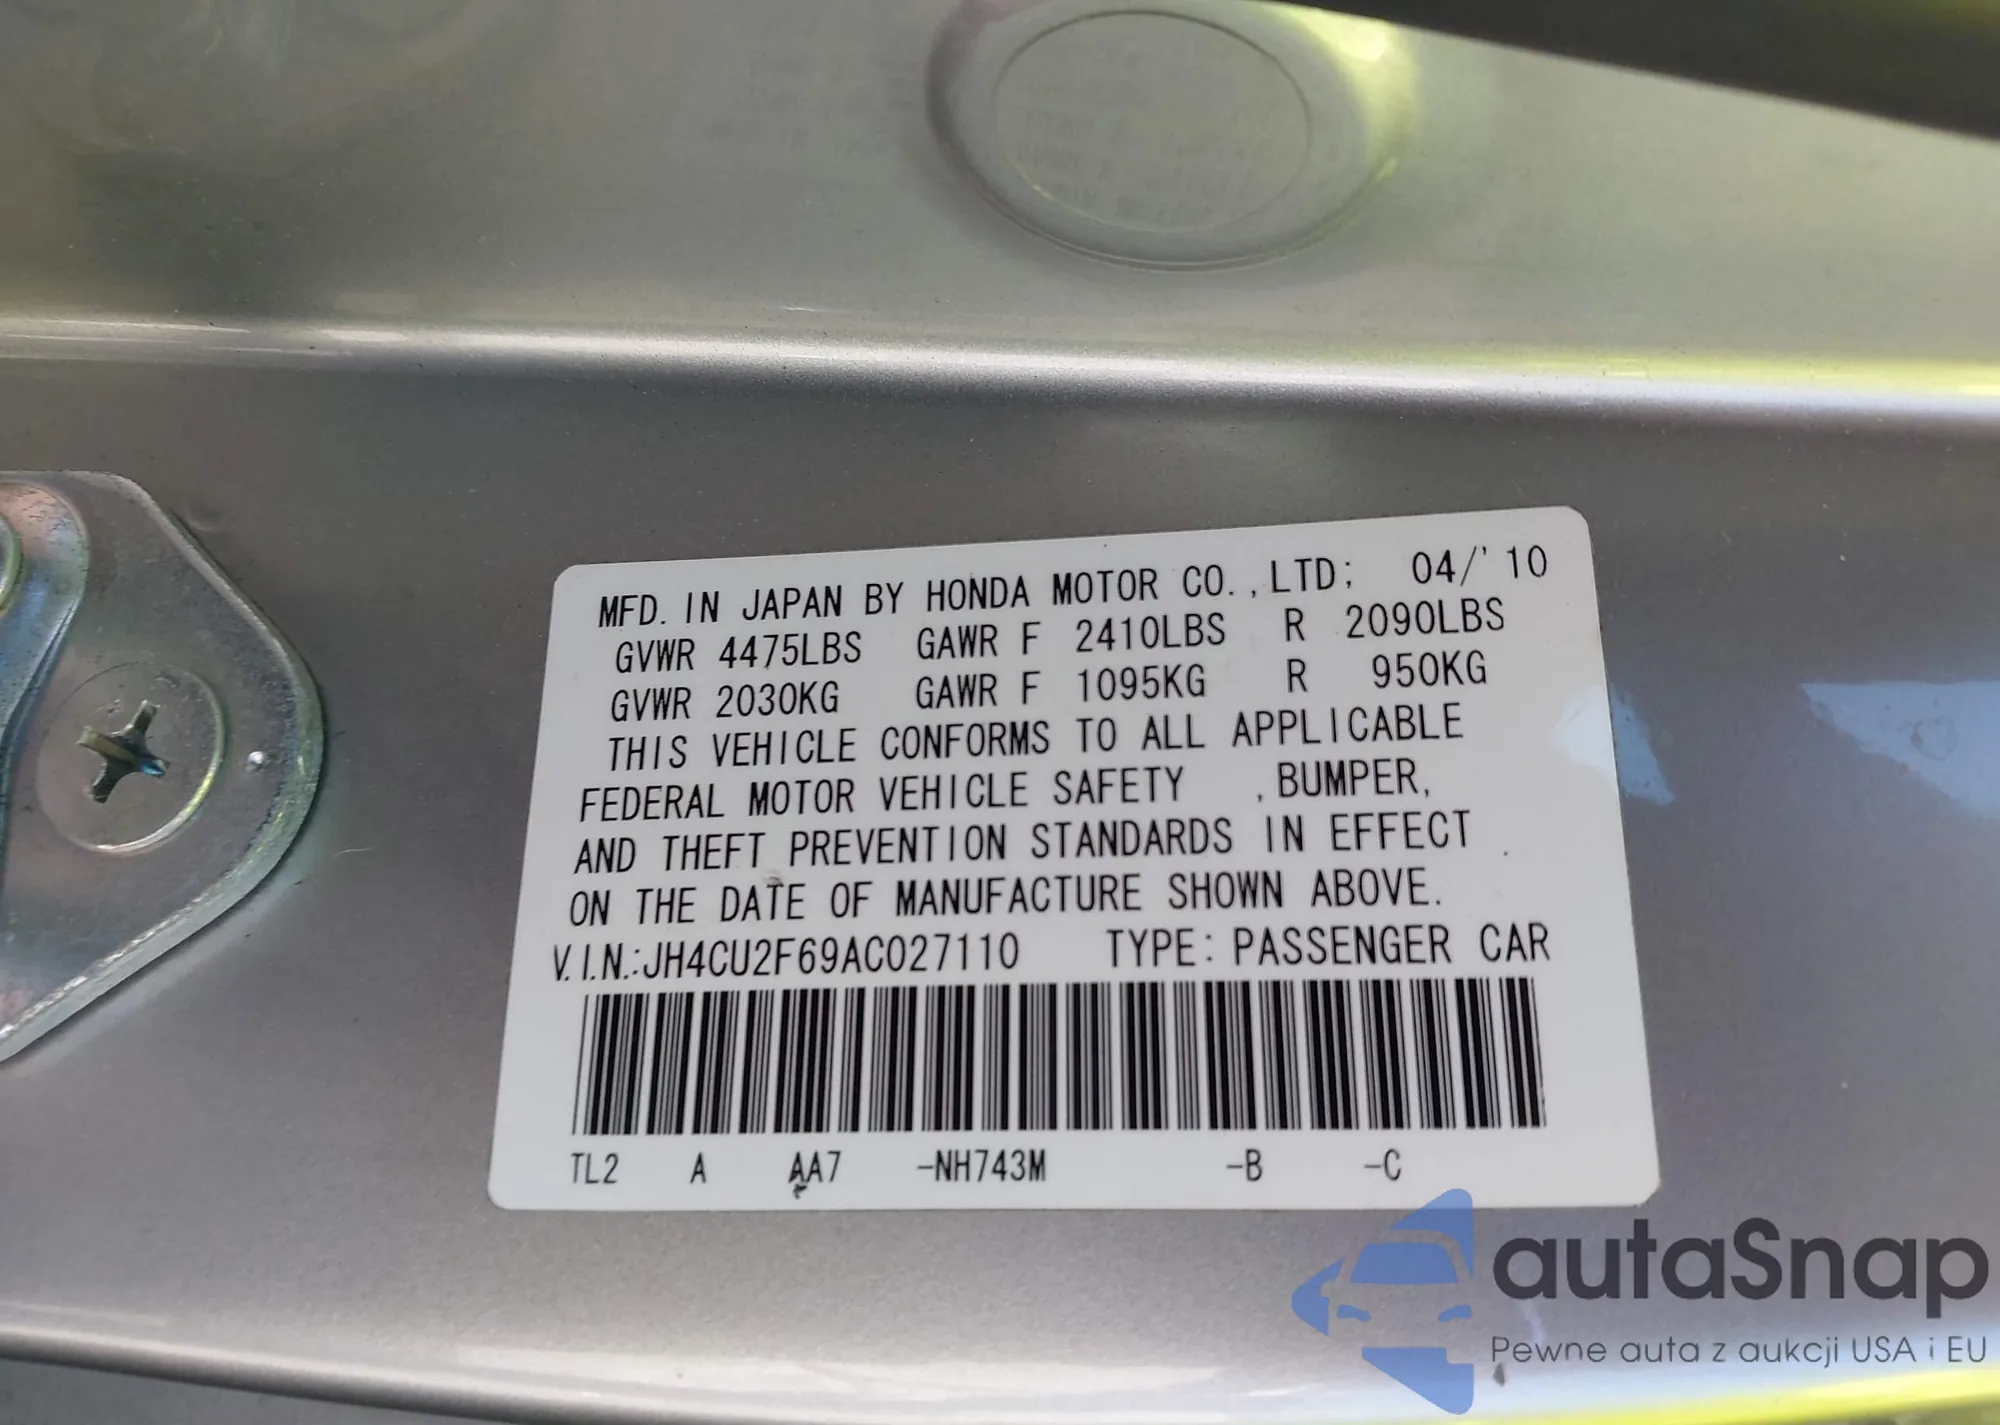 MFD. IN JAPAN BY HONDA MOTOR CO., LTD; 04/'10
GVWR 4475LBS GAWR F 2410LBS R 2090LBS
GVWR 2030KG GAWR F 1095KG R 950KG
THIS VEHICLE CONFORMS TO ALL APPLICABLE
FEDERAL MOTOR VEHICLE SAFETY , BUMPER,
AND THEFT PREVENTION STANDARDS IN EFFECT
ON THE DATE OF MANUFACTURE SHOWN ABOVE.
V.I.N.:JH4CU2F69AC027110 TYPE: PASSENGER CAR
TL2 A AA7 -NH743M -B -C
autaSnap
Pewne auta z aukcji USA i EU